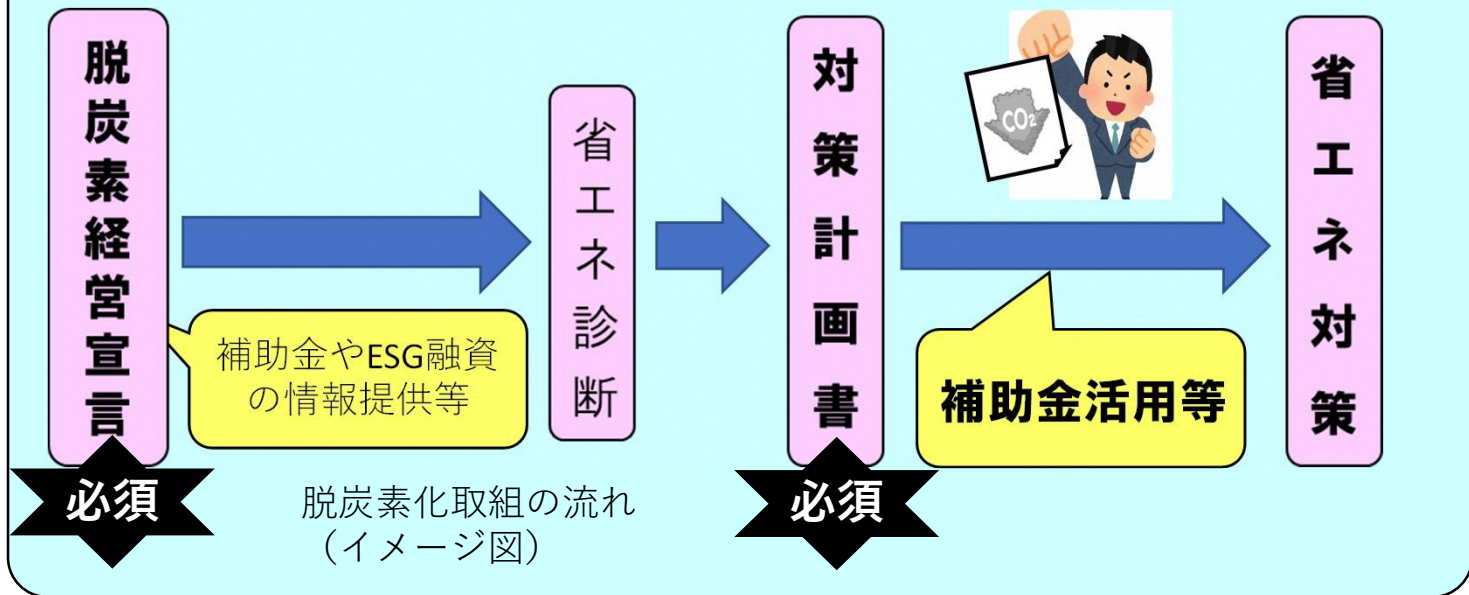 脱炭素経営宣言
必須
補助金やESG融資
の情報提供等
省エネ診断
脱炭素化取組の流れ
（イメージ図）
対策計画書
必須
CO₂
補助金活用等
省エネ対策